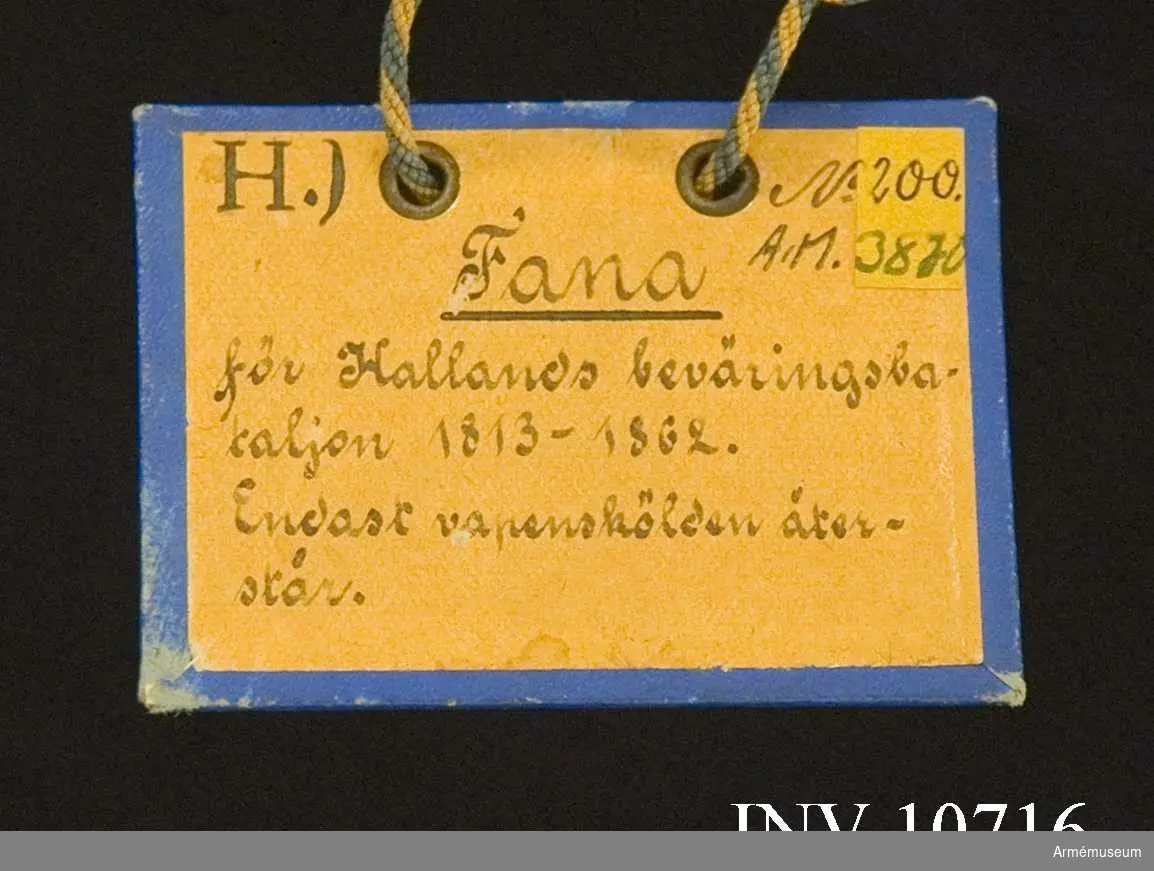 H.) No 200.
A.M. 3870
Fana
för Hallands beväringsba-
taljon 1813-1862.
Endast vapenskölden åter-
står.
INV 10716
Armémuseum